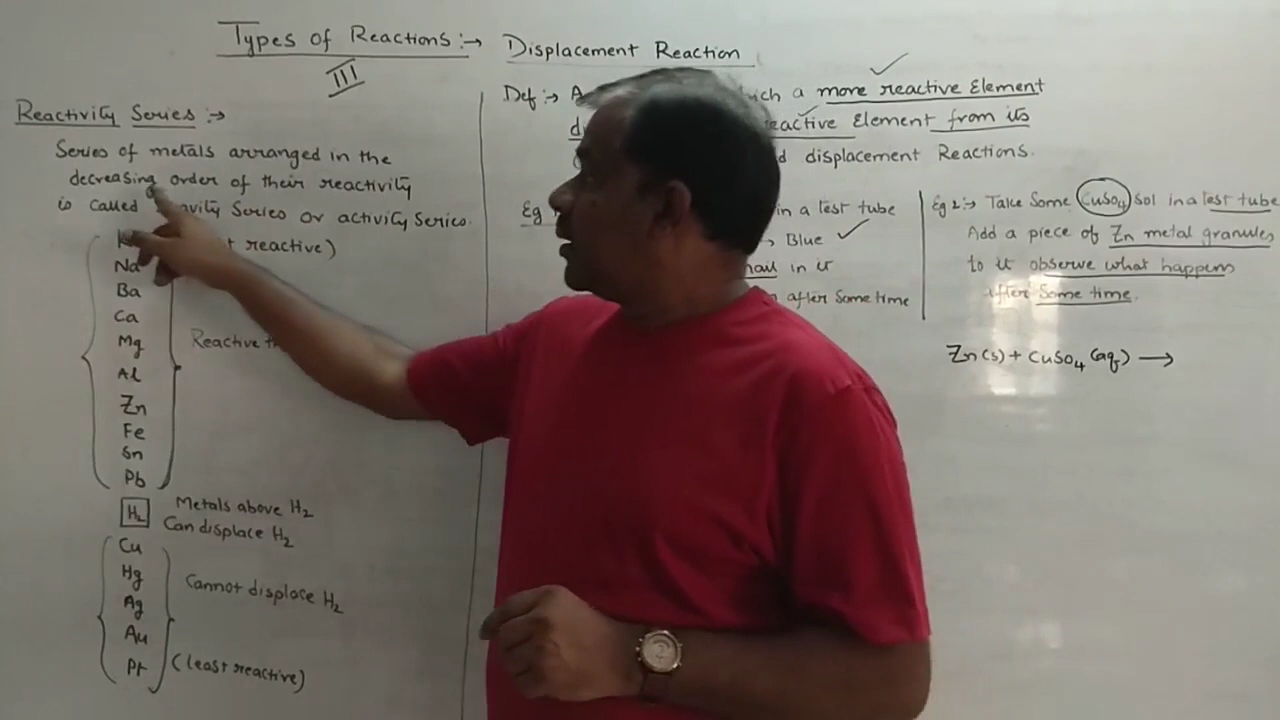 Types of Reactions :→ Displacement Reaction
III
Reactivity Series :→
Series of metals arranged in the
decreasing order of their reactivity
is called Series or activity Series.
reactive)
Na
Ba
Ca
Mg
Al
Zn
Fe
Sn
Pb
Reactive
H₂ Metals above H₂
Can displace H₂
Cu
Hg
Ag
Au
Pt (least reactive)
Cannot displace H₂
Def :→ A a more reactive Element
Element from its
displacement Reactions.
Eg in a test tube
→ Blue ✓
in it
after Some time
Eg 2:→ Take Some CuSO₄ sol in a test tube
Add a piece of Zn metal granules
to it observe what happens
after Some time.
Zn(s) + CuSO₄ (aq) →